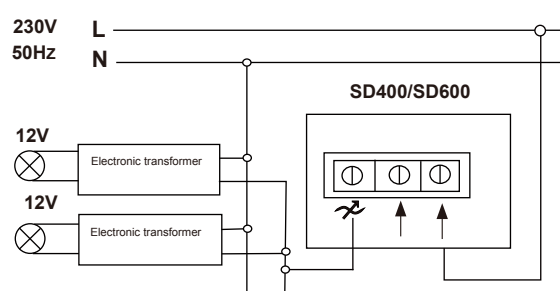 230V L
50Hz N
SD400/SD600
12V
Electronic transformer
12V
Electronic transformer